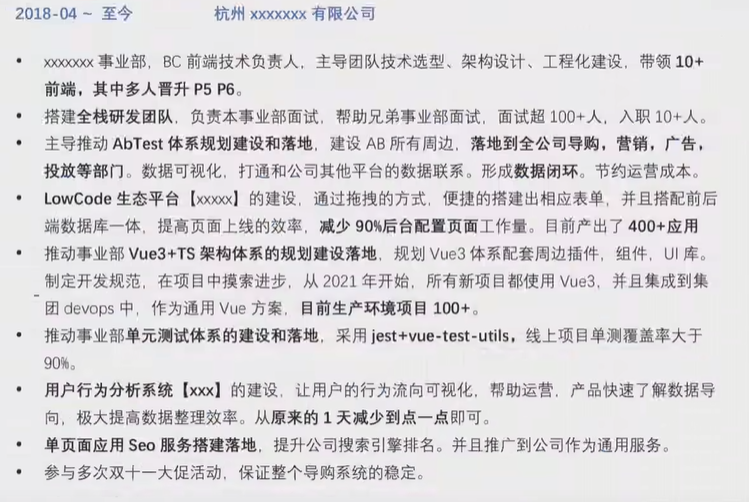 2018-04 ~ 至今 杭州 xxxxxxx 有限公司
• xxxxxxx 事业部，BC 前端技术负责人，主导团队技术选型、架构设计、工程化建设，带领 10+
前端，其中多人晋升 P5 P6。
• 搭建全栈研发团队，负责本事业部面试，帮助兄弟事业部面试，面试超 100+人，入职 10+人。
• 主导推动 AbTest 体系规划建设和落地，建设 AB 所有周边，落地到全公司导购，营销，广告，
投放等部门。数据可视化，打通和公司其他平台的数据联系。形成数据闭环。节约运营成本。
• LowCode 生态平台【xxxxx】的建设，通过拖拽的方式，便捷的搭建出相应表单，并且搭配前后
端数据库一体，提高页面上线的效率，减少 90%后台配置页面工作量。目前产出了 400+应用
• 推动事业部 Vue3+TS 架构体系的规划建设落地，规划 Vue3 体系配套周边插件，组件，UI 库。
制定开发规范，在项目中摸索进步，从 2021 年开始，所有新项目都使用 Vue3，并且集成到集
团 devops 中，作为通用 Vue 方案，目前生产环境项目 100+。
• 推动事业部单元测试体系的建设和落地，采用 jest+vue-test-utils，线上项目单测覆盖率大于
90%。
• 用户行为分析系统【xxx】的建设，让用户的行为流向可视化，帮助运营，产品快速了解数据导
向，极大提高数据整理效率。从原来的 1 天减少到点一点即可。
• 单页面应用 Seo 服务搭建落地，提升公司搜索引擎排名。并且推广到公司作为通用服务。
• 参与多次双十一大促活动，保证整个导购系统的稳定。